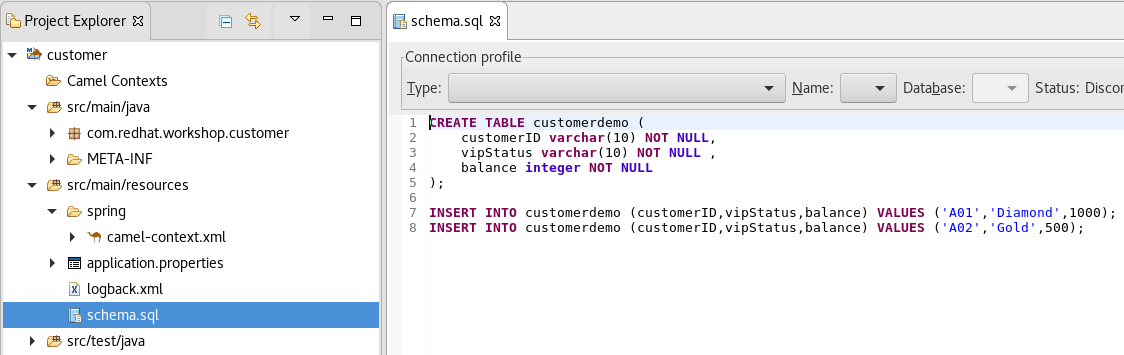 Project Explorer
customer
Camel Contexts
src/main/java
com.redhat.workshop.customer
META-INF
src/main/resources
spring
camel-context.xml
application.properties
logback.xml
schema.sql
src/test/java
schema.sql
Connection profile
Type: Name: Database: Status: Discon
1 CREATE TABLE customerdemo (
2 customerID varchar(10) NOT NULL,
3 vipStatus varchar(10) NOT NULL ,
4 balance integer NOT NULL
5 );
6
7 INSERT INTO customerdemo (customerID,vipStatus,balance) VALUES ('A01','Diamond',1000);
8 INSERT INTO customerdemo (customerID,vipStatus,balance) VALUES ('A02','Gold',500);